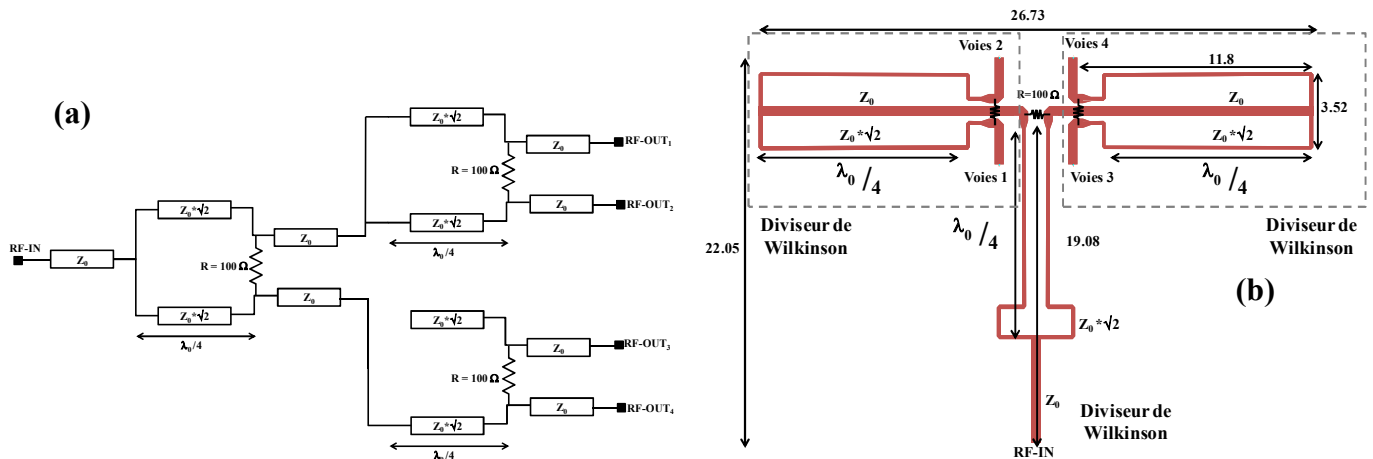 (a)
RF-IN
Z₀
Z₀*√2
R = 100 Ω
Z₀*√2
λ₀/4
Z₀
Z₀
Z₀*√2
R = 100 Ω
Z₀*√2
λ₀/4
Z₀
RF-OUT₁
Z₀
RF-OUT₂
Z₀*√2
R = 100 Ω
Z₀*√2
λ₀/4
Z₀
RF-OUT₃
Z₀
RF-OUT₄
26.73
Voies 2
Voies 4
11.8
R=100 Ω
Z₀
Z₀
3.52
Z₀*√2
Z₀*√2
λ₀/4
Voies 1
Voies 3
λ₀/4
Diviseur de
Wilkinson
λ₀/4
19.08
Diviseur de
Wilkinson
22.05
(b)
Z₀*√2
Z₀
Diviseur de
Wilkinson
RF-IN